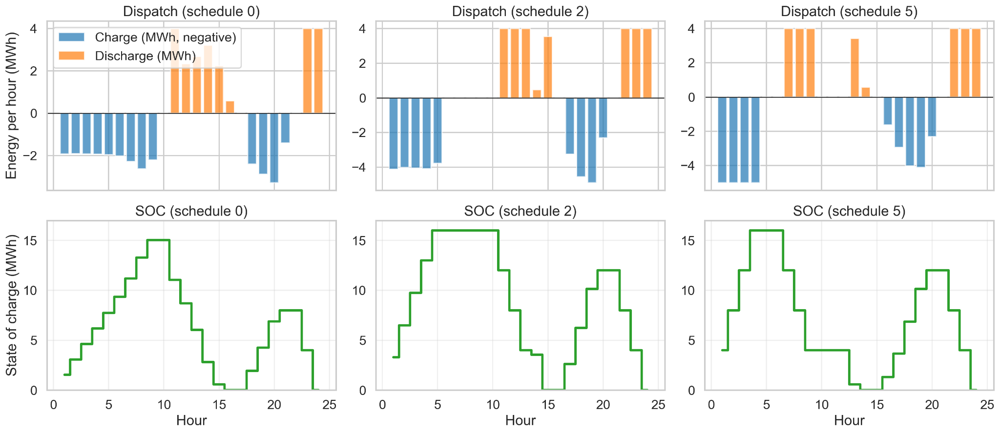 Dispatch (schedule 0)
Dispatch (schedule 2)
Dispatch (schedule 5)
Energy per hour (MWh)
4
2
0
−2
Charge (MWh, negative)
Discharge (MWh)
4
2
0
−2
−4
4
2
0
−2
−4
SOC (schedule 0)
SOC (schedule 2)
SOC (schedule 5)
State of charge (MWh)
15
10
5
0
0 5 10 15 20 25
Hour
15
10
5
0
0 5 10 15 20 25
Hour
15
10
5
0
0 5 10 15 20 25
Hour